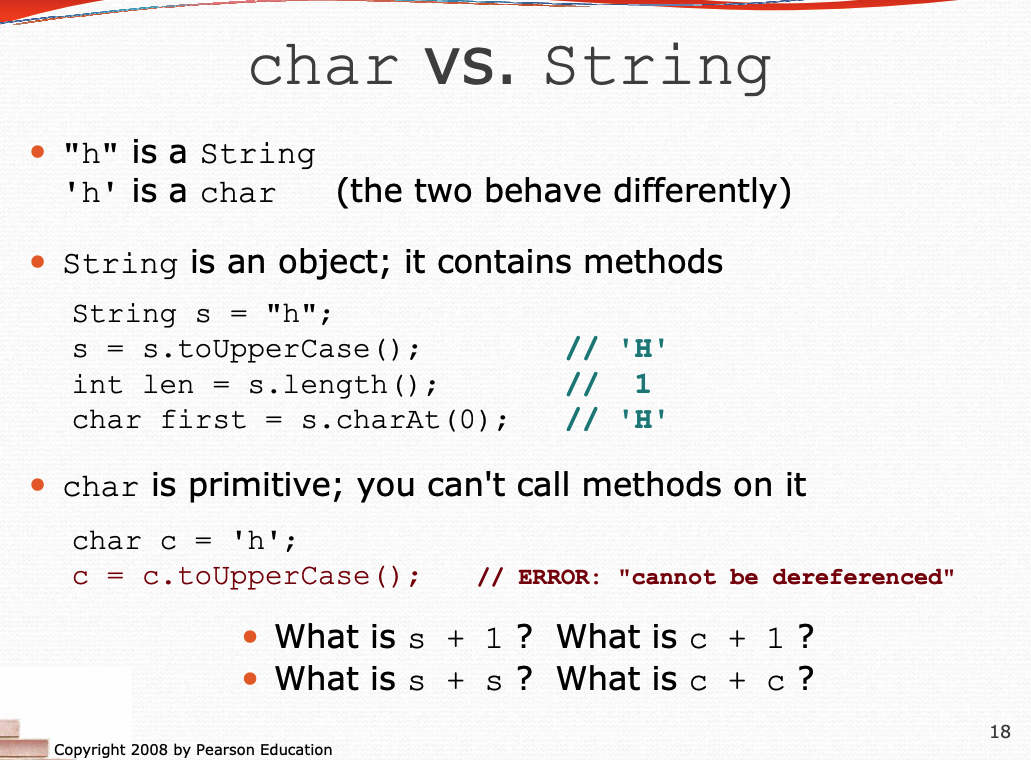 char vs. String
• "h" is a String
'h' is a char (the two behave differently)
• String is an object; it contains methods
String s = "h";
s = s.toUpperCase(); // 'H'
int len = s.length(); // 1
char first = s.charAt(0); // 'H'
• char is primitive; you can't call methods on it
char c = 'h';
c = c.toUpperCase(); // ERROR: "cannot be dereferenced"
• What is s + 1 ? What is c + 1 ?
• What is s + s ? What is c + c ?
18
Copyright 2008 by Pearson Education